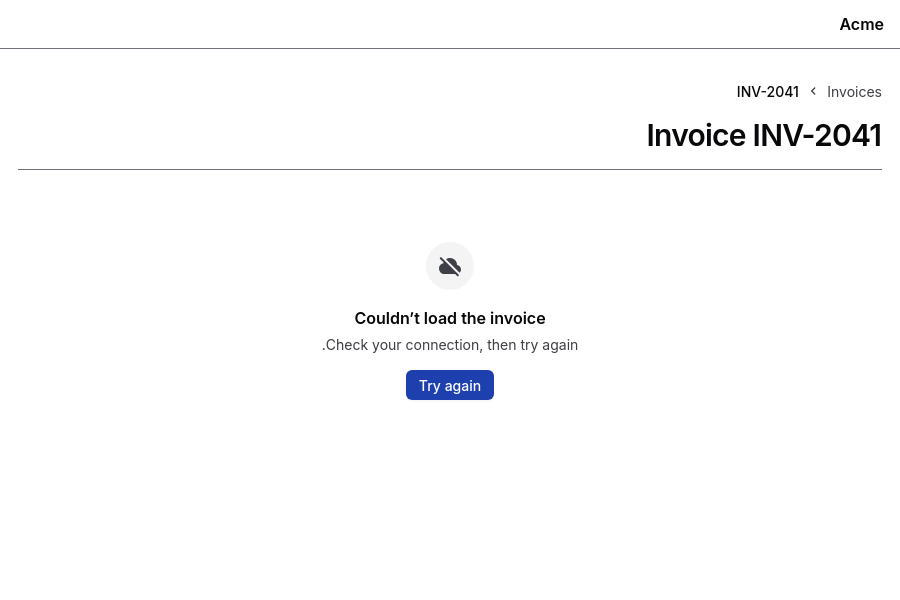 Acme
Invoices
INV-2041
Invoice INV-2041
Couldn’t load the invoice
.Check your connection, then try again
Try again